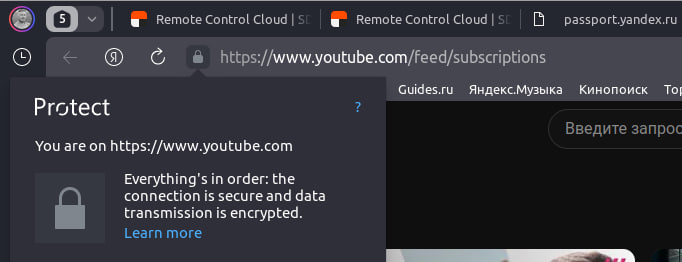 5
Remote Control Cloud | SD
Remote Control Cloud | SD
passport.yandex.ru
Я
https://www.youtube.com/feed/subscriptions
Guides.ru
Яндекс.Музыка
Кинопоиск
Тор
Protect
?
Введите запрос
You are on https://www.youtube.com
Everything's in order: the
connection is secure and data
transmission is encrypted.
Learn more